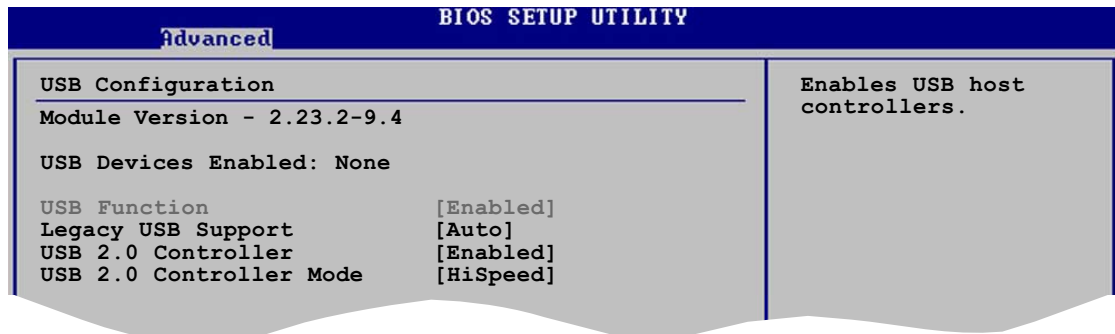 BIOS SETUP UTILITY
Advanced
USB Configuration
Module Version - 2.23.2-9.4
USB Devices Enabled: None
USB Function [Enabled]
Legacy USB Support [Auto]
USB 2.0 Controller [Enabled]
USB 2.0 Controller Mode [HiSpeed]
Enables USB host
controllers.